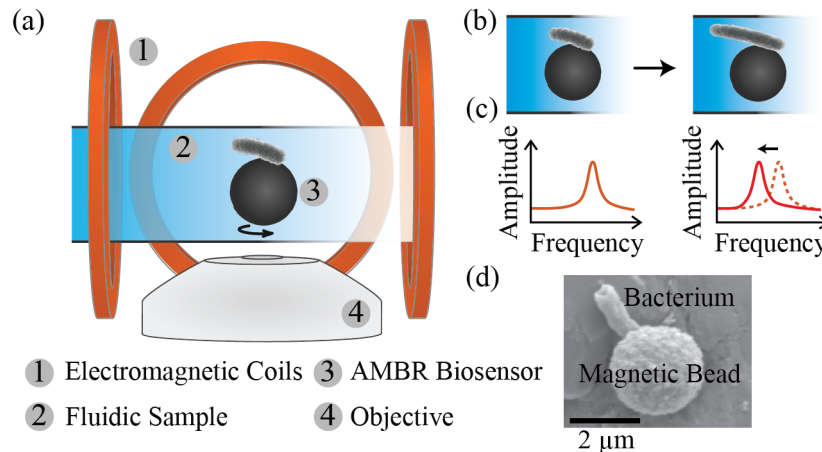 (a)
1
2
3
4
1 Electromagnetic Coils
3 AMBR Biosensor
2 Fluidic Sample
4 Objective
(b)
(c)
Amplitude
Frequency
Amplitude
Frequency
(d)
Bacterium
Magnetic Bead
2 µm